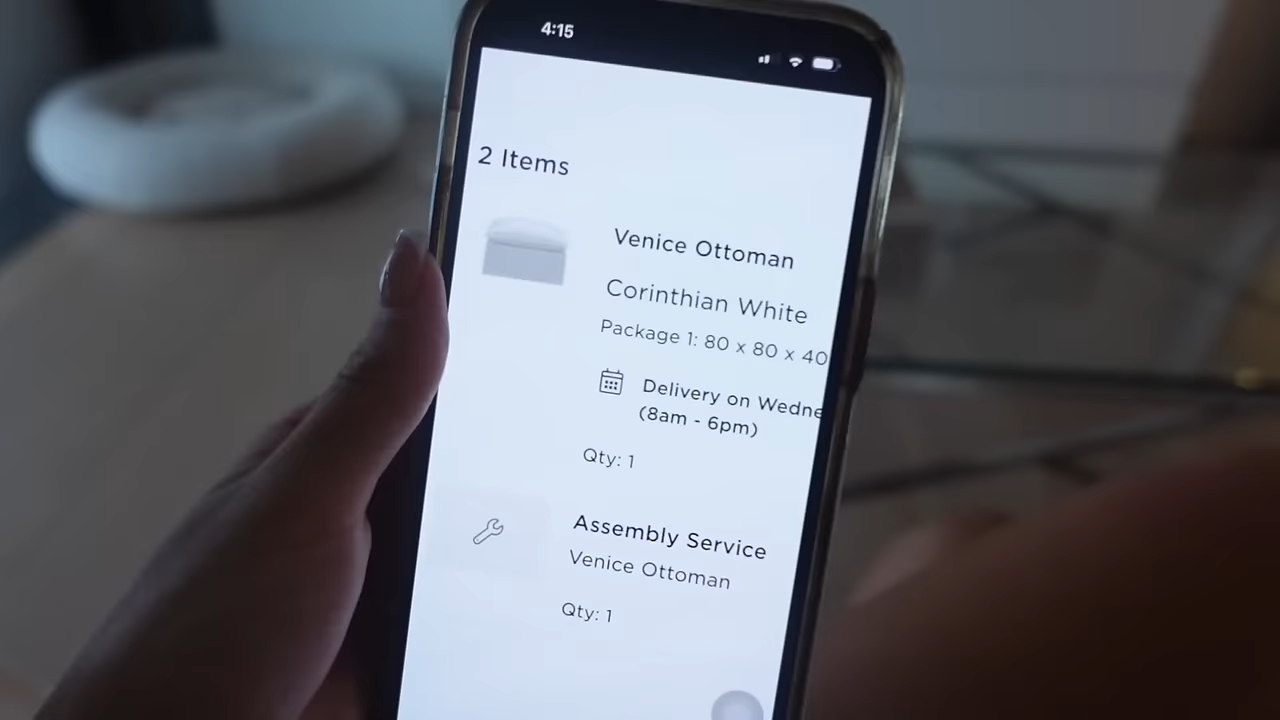 4:15
2 Items
Venice Ottoman
Corinthian White
Package 1: 80 x 80 x 40
Delivery on Wedne
(8am - 6pm)
Qty: 1
Assembly Service
Venice Ottoman
Qty: 1